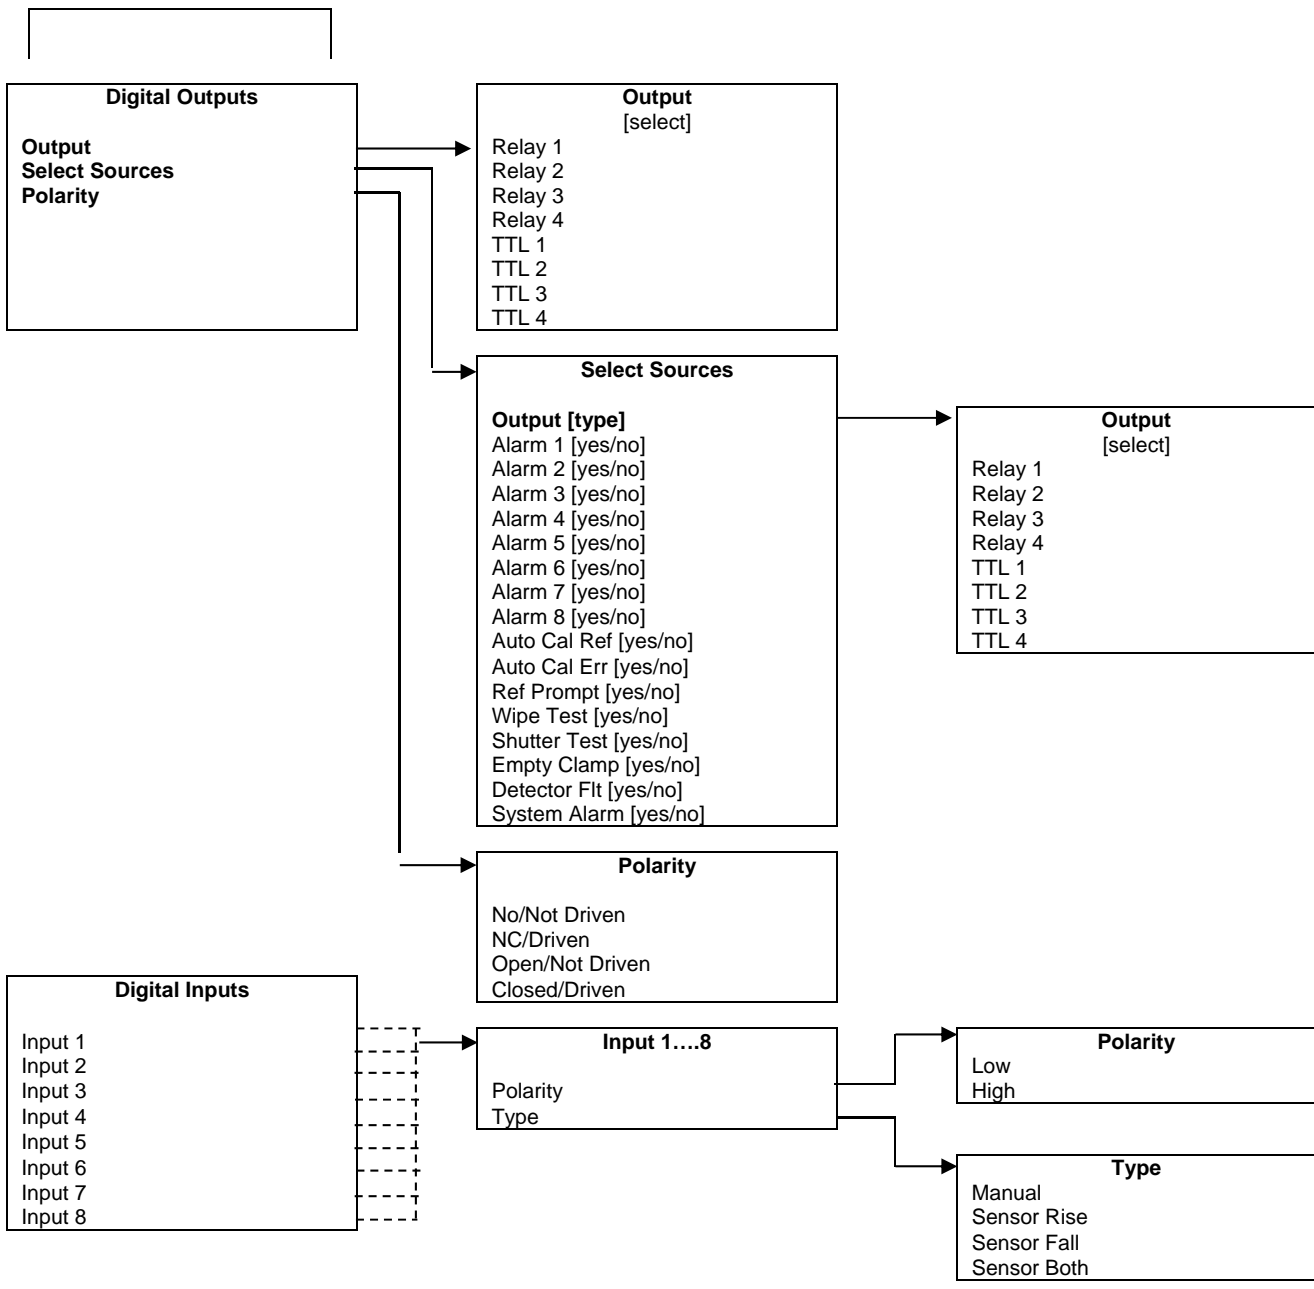 Digital Outputs
Output
Select Sources
Polarity
Output
[select]
Relay 1
Relay 2
Relay 3
Relay 4
TTL 1
TTL 2
TTL 3
TTL 4
Select Sources
Output [type]
Alarm 1 [yes/no]
Alarm 2 [yes/no]
Alarm 3 [yes/no]
Alarm 4 [yes/no]
Alarm 5 [yes/no]
Alarm 6 [yes/no]
Alarm 7 [yes/no]
Alarm 8 [yes/no]
Auto Cal Ref [yes/no]
Auto Cal Err [yes/no]
Ref Prompt [yes/no]
Wipe Test [yes/no]
Shutter Test [yes/no]
Empty Clamp [yes/no]
Detector Flt [yes/no]
System Alarm [yes/no]
Output
[select]
Relay 1
Relay 2
Relay 3
Relay 4
TTL 1
TTL 2
TTL 3
TTL 4
Polarity
No/Not Driven
NC/Driven
Open/Not Driven
Closed/Driven
Digital Inputs
Input 1
Input 2
Input 3
Input 4
Input 5
Input 6
Input 7
Input 8
Input 1....8
Polarity
Type
Polarity
Low
High
Type
Manual
Sensor Rise
Sensor Fall
Sensor Both